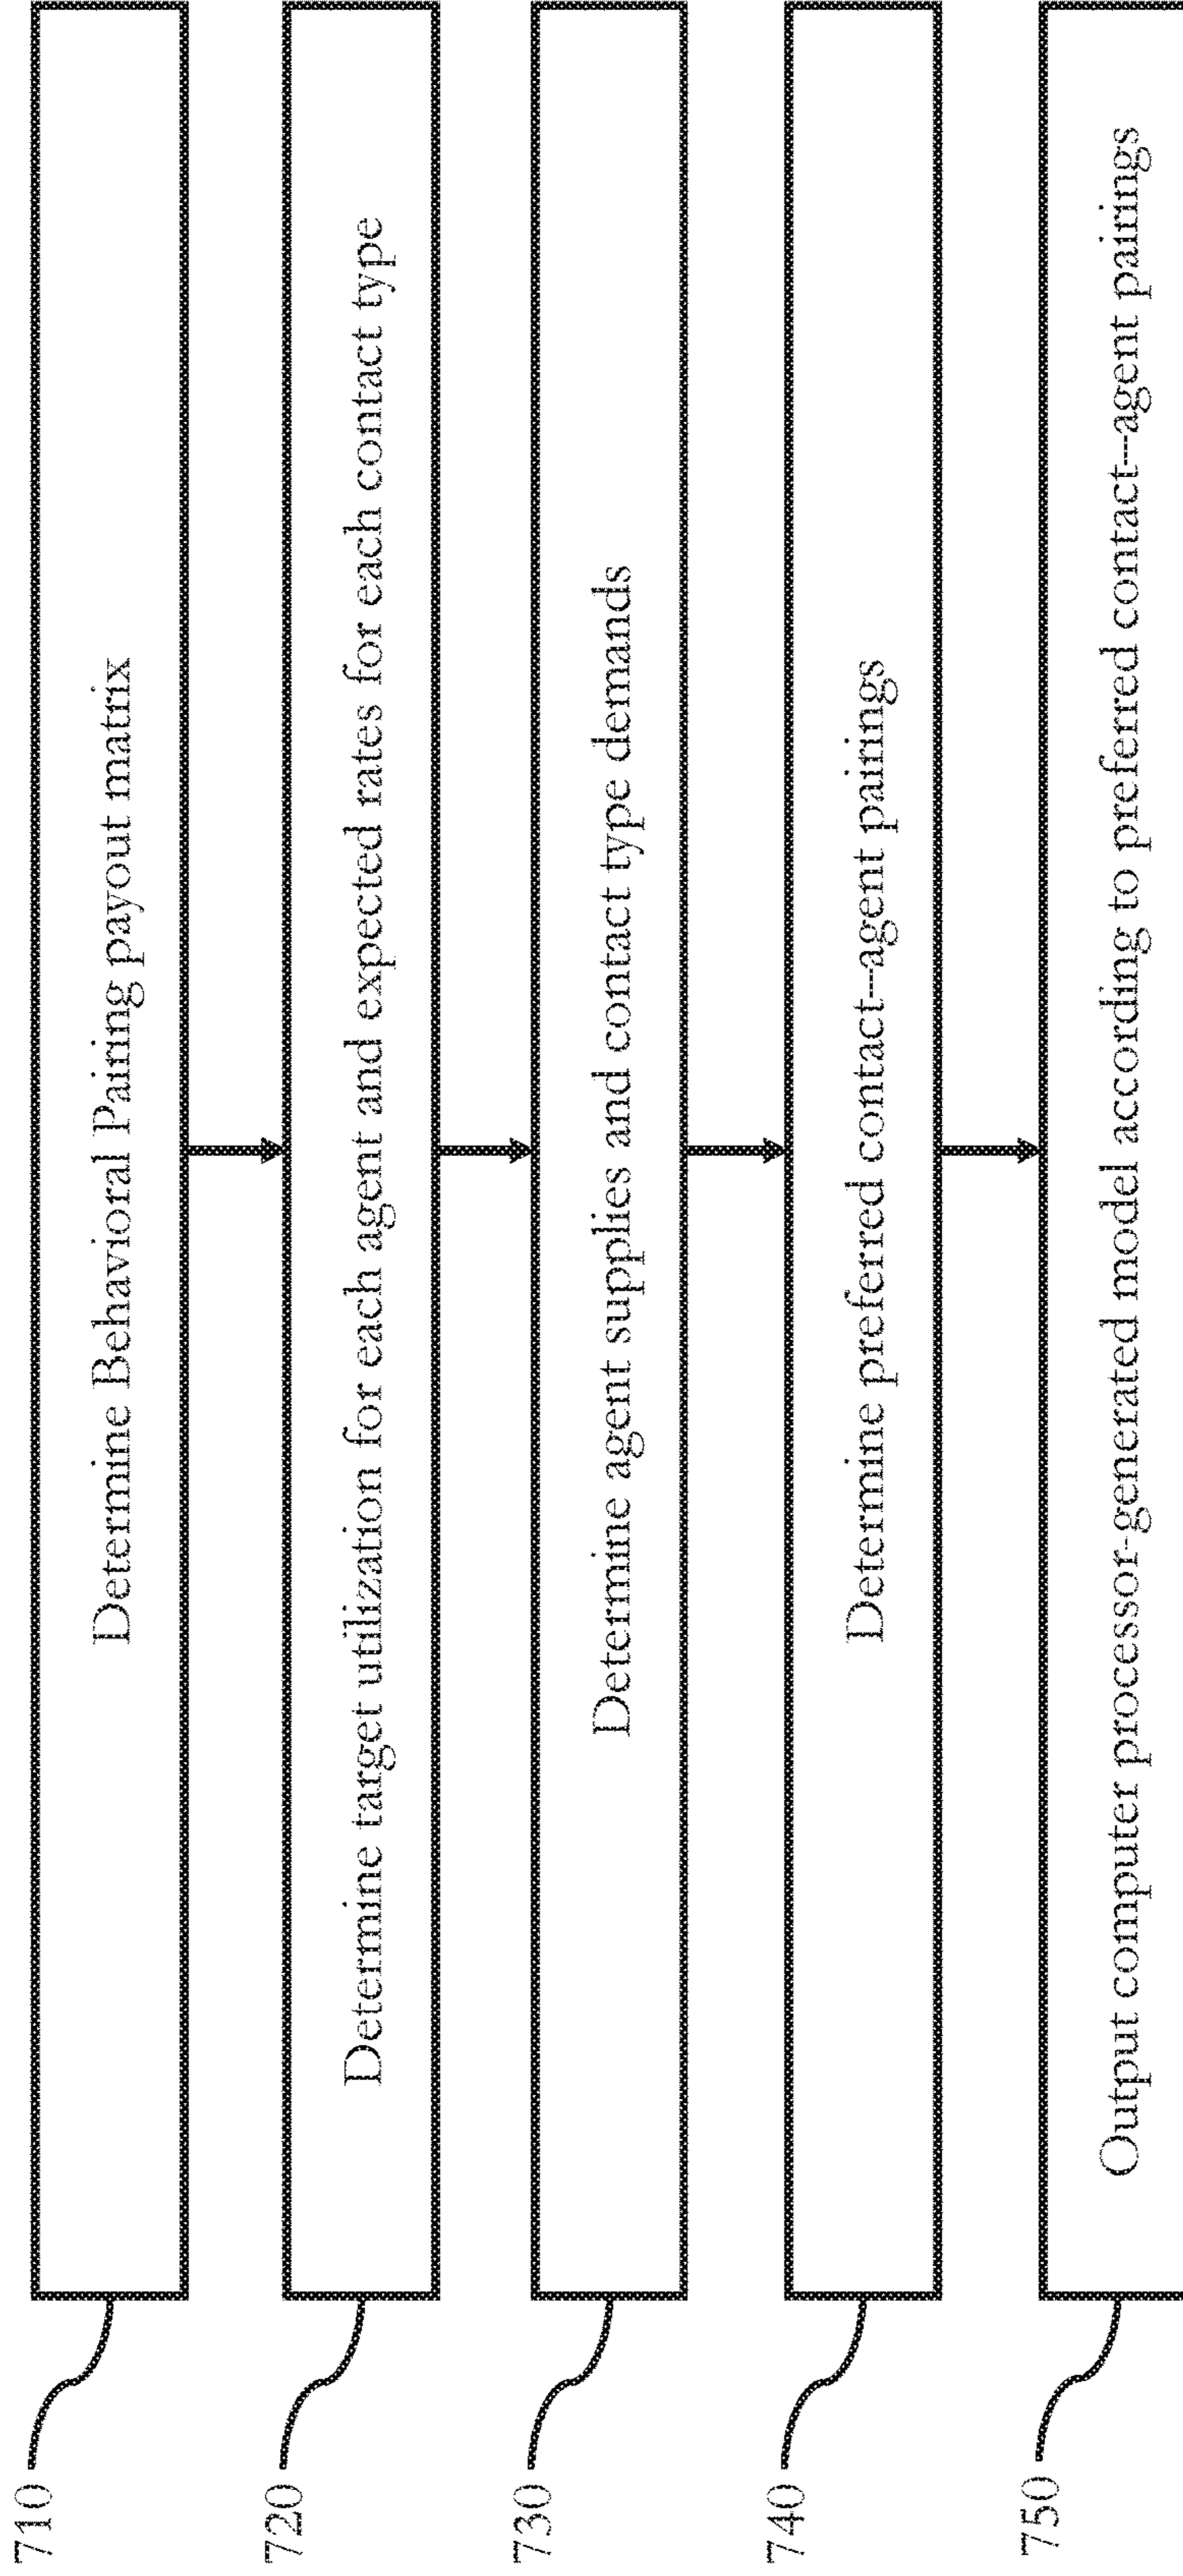 710
Determine Behavioral Pairing payout matrix
720
Determine target utilization for each agent and expected rates for each contact type
730
Determine agent supplies and contact type demands
740
Determine preferred contact---agent pairings
750
Output computer processor-generated model according to preferred contact---agent pairings